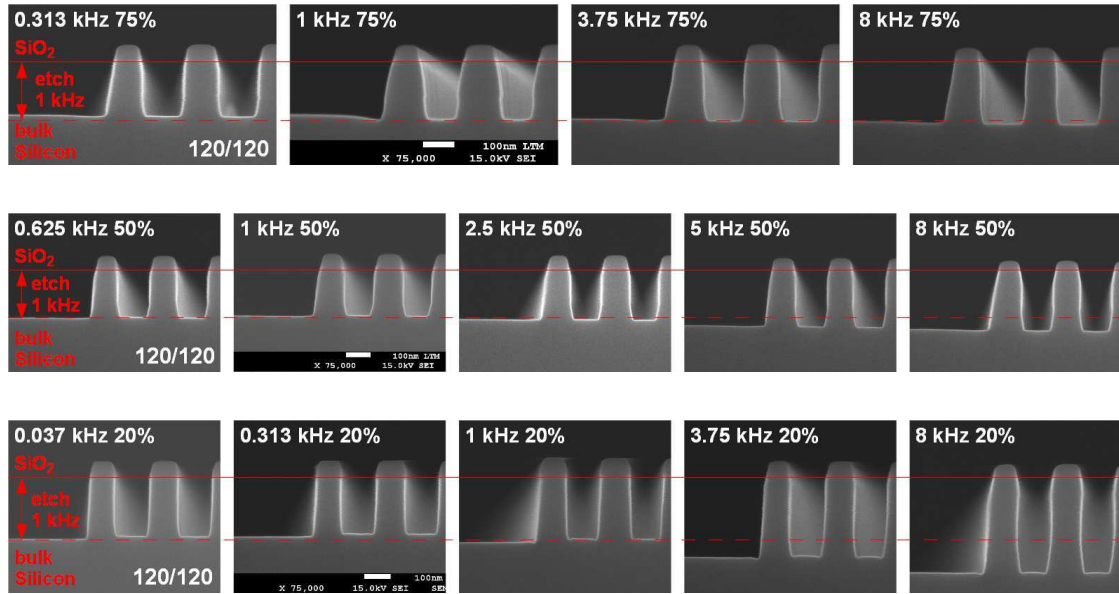 0.313 kHz 75%
SiO₂
etch
1 kHz
bulk
Silicon
120/120
1 kHz 75%
100nm LTM
X 75,000 15.0kV SEI
3.75 kHz 75%
8 kHz 75%
0.625 kHz 50%
SiO₂
etch
1 kHz
bulk
Silicon
120/120
1 kHz 50%
100nm LTM
X 75,000 15.0kV SEI
2.5 kHz 50%
5 kHz 50%
8 kHz 50%
0.037 kHz 20%
SiO₂
etch
1 kHz
bulk
Silicon
120/120
0.313 kHz 20%
100nm
X 75,000 15.0kV SEI SEM
1 kHz 20%
3.75 kHz 20%
8 kHz 20%